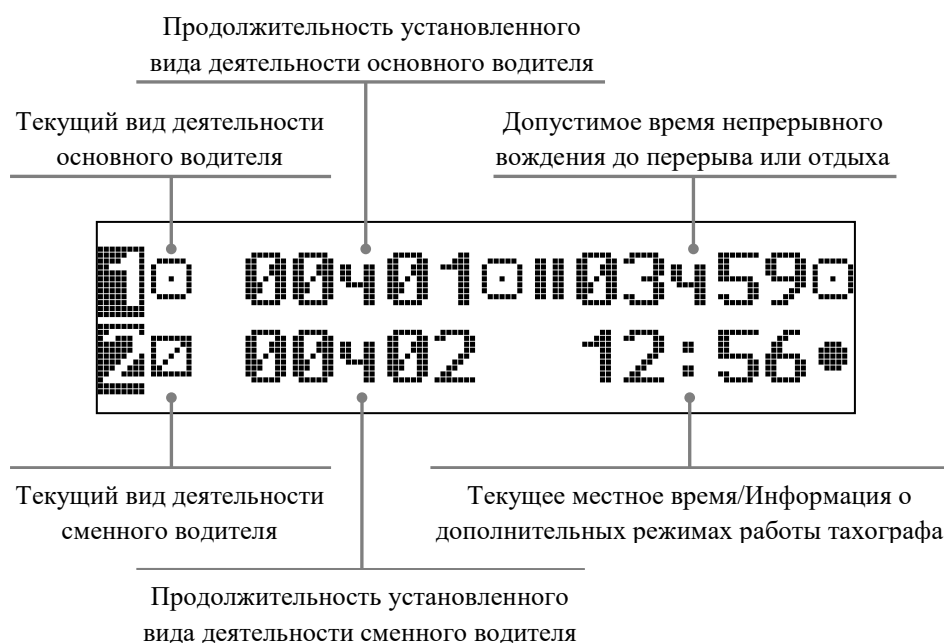 Продолжительность установленного
вида деятельности основного водителя
Текущий вид деятельности
основного водителя
Допустимое время непрерывного
вождения до перерыва или отдыха
1 00ч01 03ч59
2 00ч02 12:56
Текущий вид деятельности
сменного водителя
Текущее местное время/Информация о
дополнительных режимах работы тахографа
Продолжительность установленного
вида деятельности сменного водителя